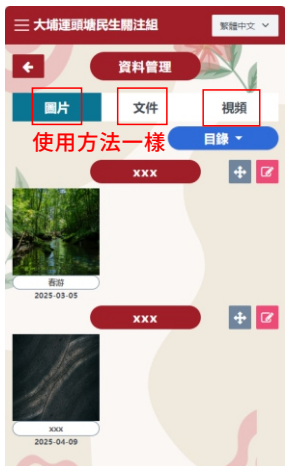 大埔運頭塘民生關注組
繁體中文
資料管理
圖片
文件
視頻
使用方法一樣
目錄
xxx
春游
2025-03-05
xxx
xxx
2025-04-09